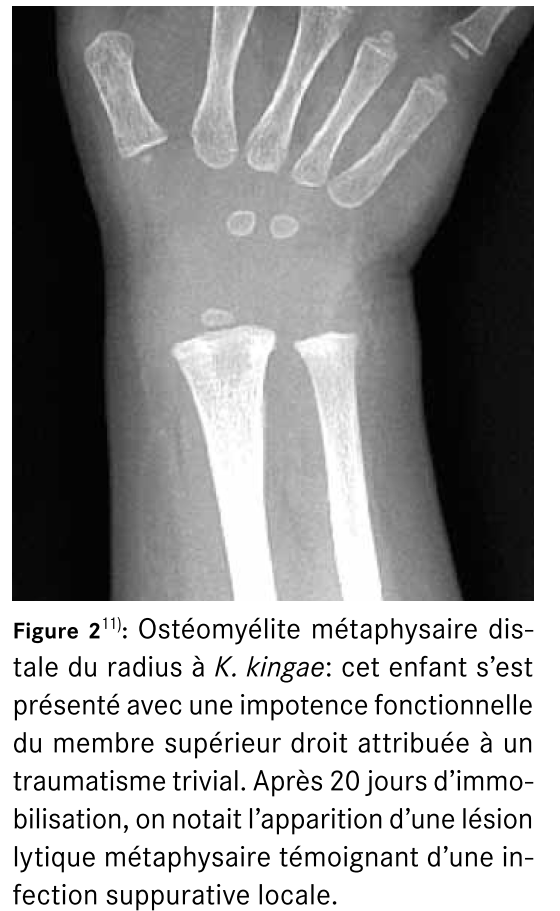 Figure 2¹¹⁾: Ostéomyélite métaphysaire dis-
tale du radius à K. kingae: cet enfant s’est
présenté avec une impotence fonctionnelle
du membre supérieur droit attribuée à un
traumatisme trivial. Après 20 jours d’immo-
bilisation, on notait l’apparition d’une lésion
lytique métaphysaire témoignant d’une in-
fection suppurative locale.